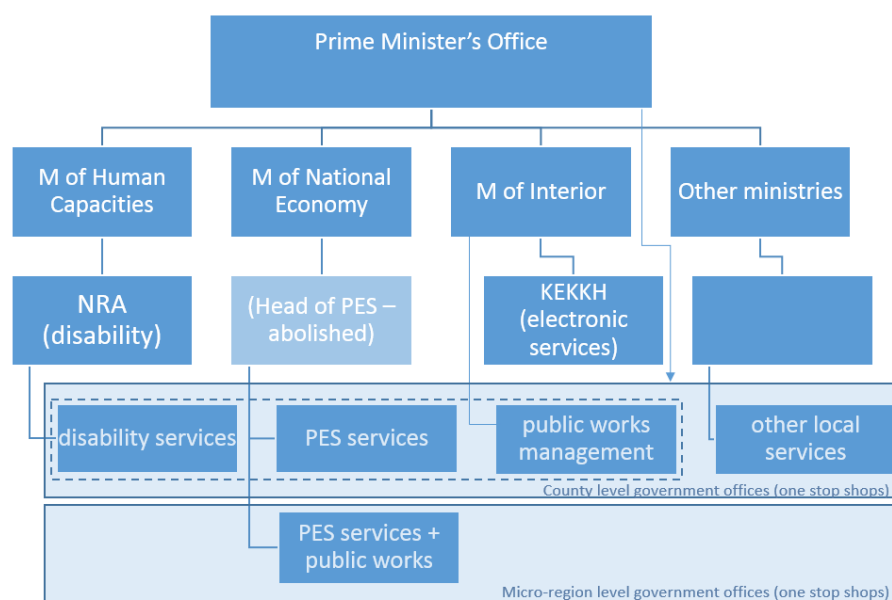 Prime Minister's Office
M of Human
Capacities
M of National
Economy
M of Interior
Other ministries
NRA
(disability)
(Head of PES –
abolished)
KEKKH
(electronic
services)
disability services
PES services
public works
management
other local
services
County level government offices (one stop shops)
PES services +
public works
Micro-region level government offices (one stop shops)